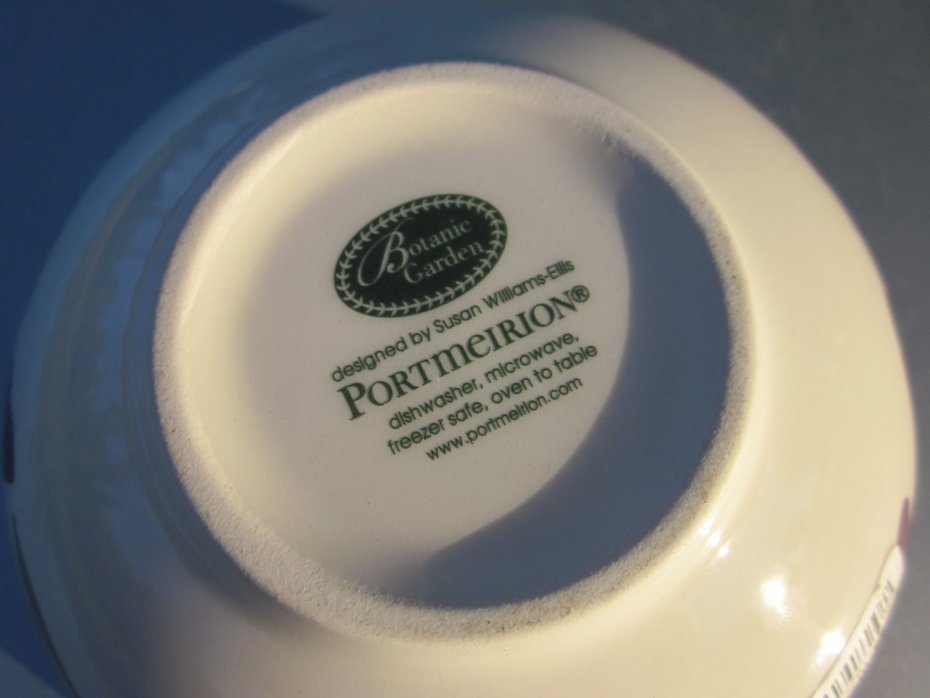 Botanic
Garden
designed by Susan Williams-Ellis
PORTMEIRION®
dishwasher, microwave,
freezer safe, oven to table
www.portmeirion.com